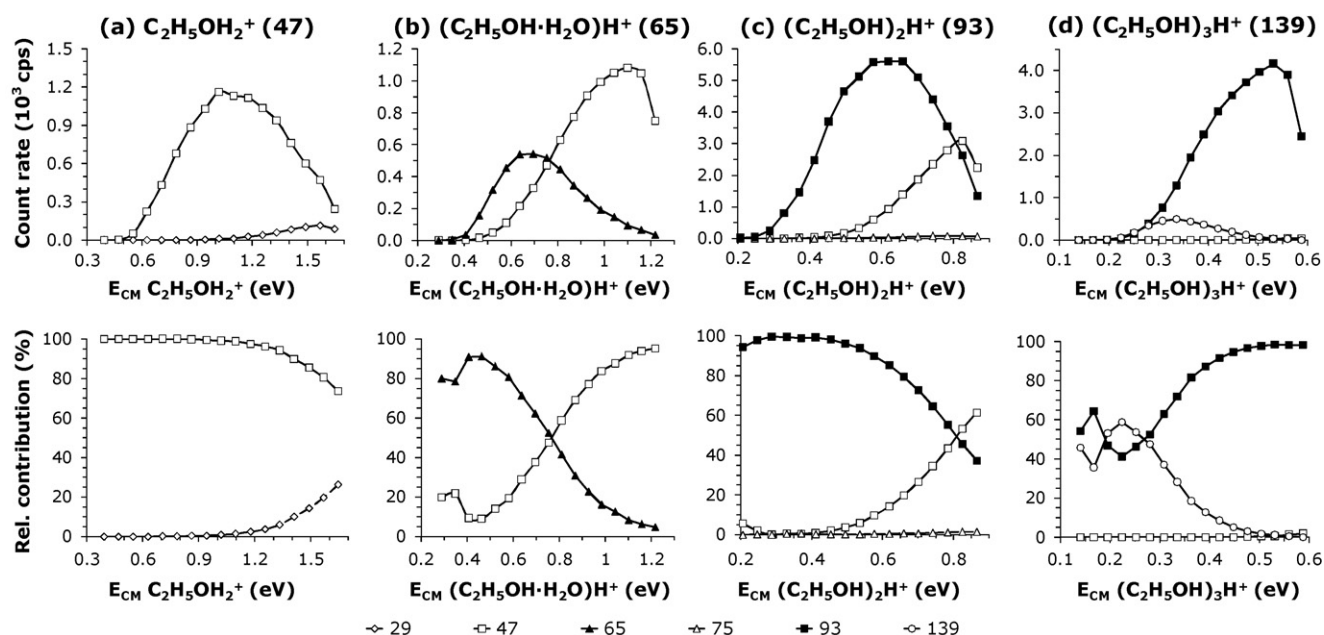 (a) C₂H₅OH₂⁺ (47)
(b) (C₂H₅OH·H₂O)H⁺ (65)
(c) (C₂H₅OH)₂H⁺ (93)
(d) (C₂H₅OH)₃H⁺ (139)
Count rate (10³ cps)
1.5
1.2
0.9
0.6
0.3
0.0
0.3 0.6 0.9 1.2 1.5
E_CM C₂H₅OH₂⁺ (eV)
1.2
1.0
0.8
0.6
0.4
0.2
0.0
0.2 0.4 0.6 0.8 1.0 1.2
E_CM (C₂H₅OH·H₂O)H⁺ (eV)
6.0
5.0
4.0
3.0
2.0
1.0
0.0
0.2 0.4 0.6 0.8
E_CM (C₂H₅OH)₂H⁺ (eV)
4.0
3.0
2.0
1.0
0.0
0.1 0.2 0.3 0.4 0.5 0.6
E_CM (C₂H₅OH)₃H⁺ (eV)
Rel. contribution (%)
100
80
60
40
20
0
0.3 0.6 0.9 1.2 1.5
E_CM C₂H₅OH₂⁺ (eV)
100
80
60
40
20
0
0.2 0.4 0.6 0.8 1.0 1.2
E_CM (C₂H₅OH·H₂O)H⁺ (eV)
100
80
60
40
20
0
0.2 0.4 0.6 0.8
E_CM (C₂H₅OH)₂H⁺ (eV)
100
80
60
40
20
0
0.1 0.2 0.3 0.4 0.5 0.6
E_CM (C₂H₅OH)₃H⁺ (eV)
29 47 65 75 93 139